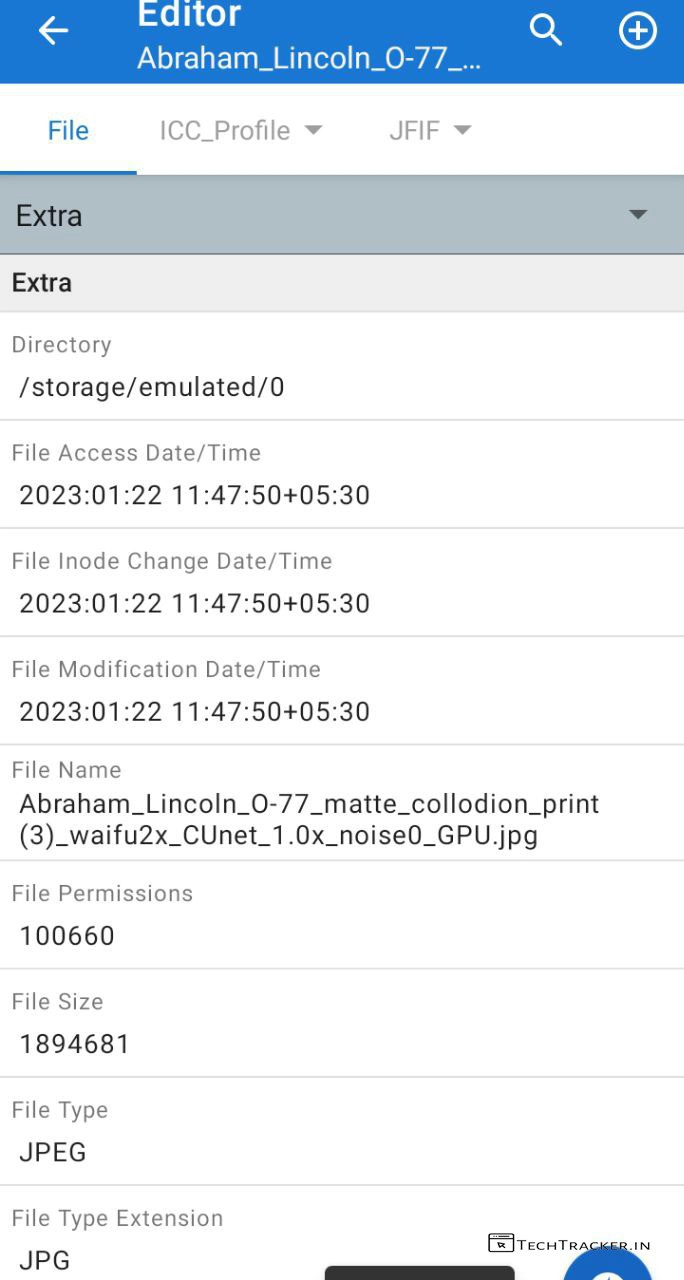 Editor
Abraham_Lincoln_O-77_...
File
ICC_Profile
JFIF
Extra
Extra
Directory
/storage/emulated/0
File Access Date/Time
2023:01:22 11:47:50+05:30
File Inode Change Date/Time
2023:01:22 11:47:50+05:30
File Modification Date/Time
2023:01:22 11:47:50+05:30
File Name
Abraham_Lincoln_O-77_matte_collodion_print
(3)_waifu2x_CUnet_1.0x_noise0_GPU.jpg
File Permissions
100660
File Size
1894681
File Type
JPEG
File Type Extension
JPG
TECHTRACKER.IN